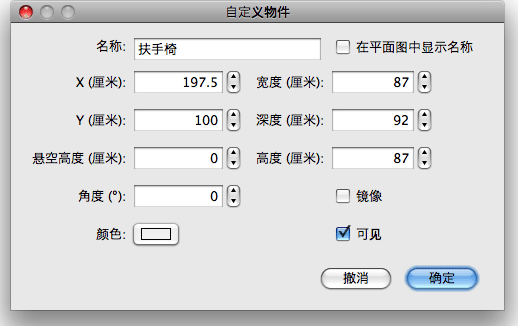 自定义物件
名称: 扶手椅 在平面图中显示名称
X (厘米): 197.5 宽度 (厘米): 87
Y (厘米): 100 深度 (厘米): 92
悬空高度 (厘米): 0 高度 (厘米): 87
角度 (°): 0 镜像
颜色: 可见
撤消 确定